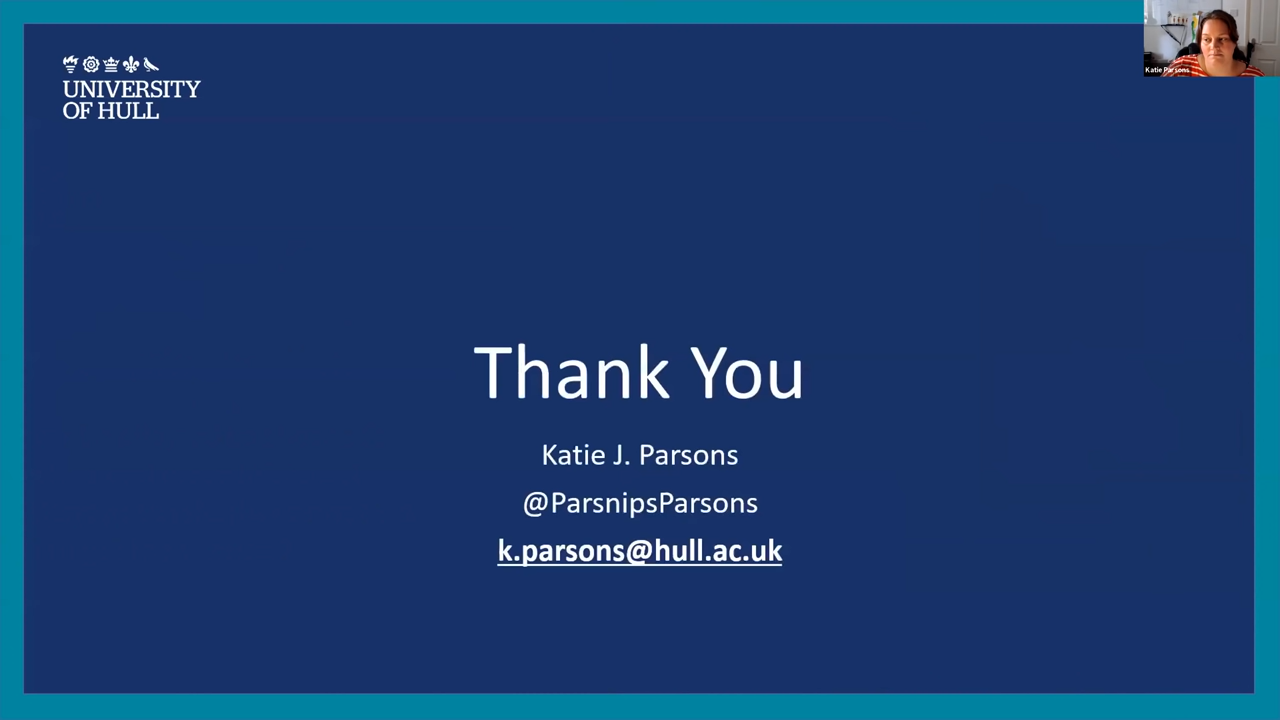 UNIVERSITY
OF HULL
Katie Parsons
Thank You
Katie J. Parsons
@ParsnipsParsons
k.parsons@hull.ac.uk